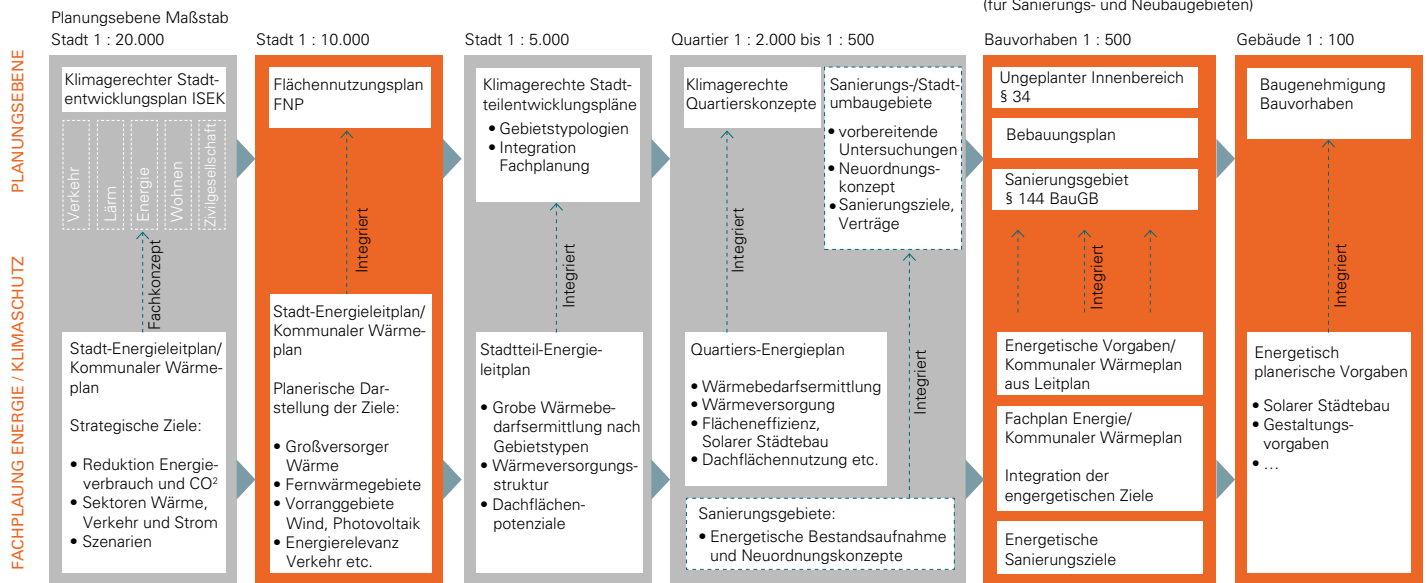 (für Sanierungs- und Neubaugebieten)
Planungsebene Maßstab
Stadt 1 : 20.000
Stadt 1 : 10.000
Stadt 1 : 5.000
Quartier 1 : 2.000 bis 1 : 500
Bauvorhaben 1 : 500
Gebäude 1 : 100
PLANUNGSEBENE
Klimagerechter Stadt-
entwicklungsplan ISEK
Verkehr
Lärm
Energie
Wohnen
Zivilgesellschaft
Flächennutzungsplan
FNP
Klimagerechte Stadt-
teilentwicklungspläne
• Gebietstypologien
• Integration
Fachplanung
Klimagerechte
Quartierskonzepte
Sanierungs-/Stadt-
umbaugebiete
• vorbereitende
Untersuchungen
• Neuordnungs-
konzept
• Sanierungsziele,
Verträge
Ungeplanter Innenbereich
§ 34
Bebauungsplan
Sanierungsgebiet
§ 144 BauGB
Baugenehmigung
Bauvorhaben
Fachkonzept
Integriert
Integriert
Integriert
Integriert
Integriert
Integriert
FACHPLAUNG ENERGIE / KLIMASCHUTZ
Stadt-Energieleitplan/
Kommunaler Wärme-
plan
Strategische Ziele:
• Reduktion Energie-
verbrauch und CO²
• Sektoren Wärme,
Verkehr und Strom
• Szenarien
Stadt-Energieleitplan/
Kommunaler Wärme-
plan
Planerische Dar-
stellung der Ziele:
• Großversorger
Wärme
• Fernwärmegebiete
• Vorranggebiete
Wind, Photovoltaik
• Energierelevanz
Verkehr etc.
Stadtteil-Energie-
leitplan
• Grobe Wärmebe-
darfsermittlung nach
Gebietstypen
• Wärmeversorgungs-
struktur
• Dachflächen-
potenziale
Quartiers-Energieplan
• Wärmebedarfsermittlung
• Wärmeversorgung
• Flächeneffizienz,
Solarer Städtebau
• Dachflächennutzung etc.
Sanierungsgebiete:
• Energetische Bestandsaufnahme
und Neuordnungskonzepte
Energetische Vorgaben/
Kommunaler Wärmeplan
aus Leitplan
Fachplan Energie/
Kommunaler Wärmeplan
Integration der
engergetischen Ziele
Energetische
Sanierungsziele
Energetisch
planerische Vorgaben
• Solarer Städtebau
• Gestaltungs-
vorgaben
• …